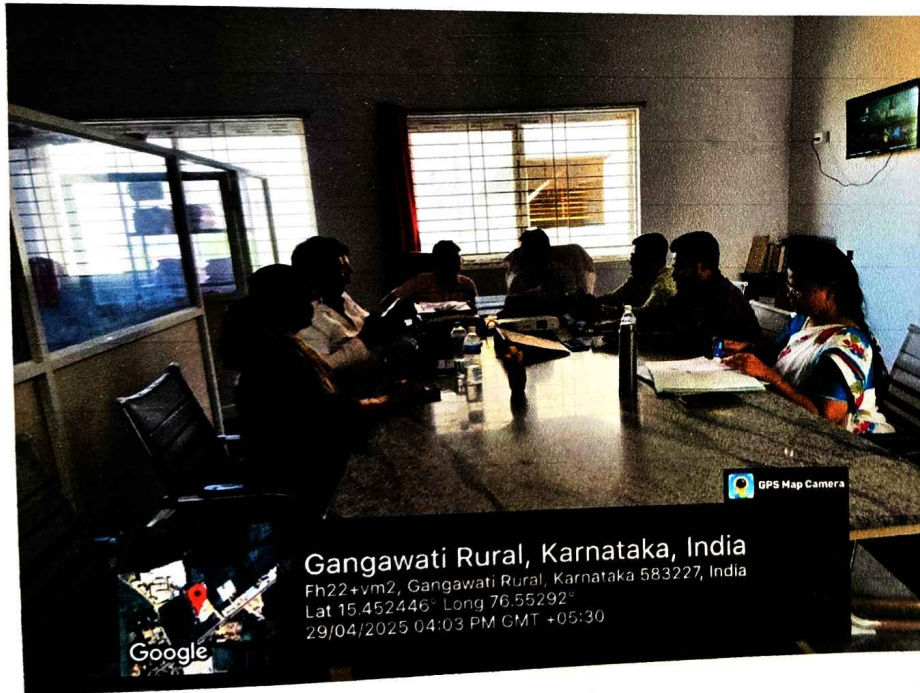 GPS Map Camera
Gangawati Rural, Karnataka, India
Fh22+vm2, Gangawati Rural, Karnataka 583227, India
Lat 15.452446° Long 76.55292°
29/04/2025 04:03 PM GMT +05:30
Google